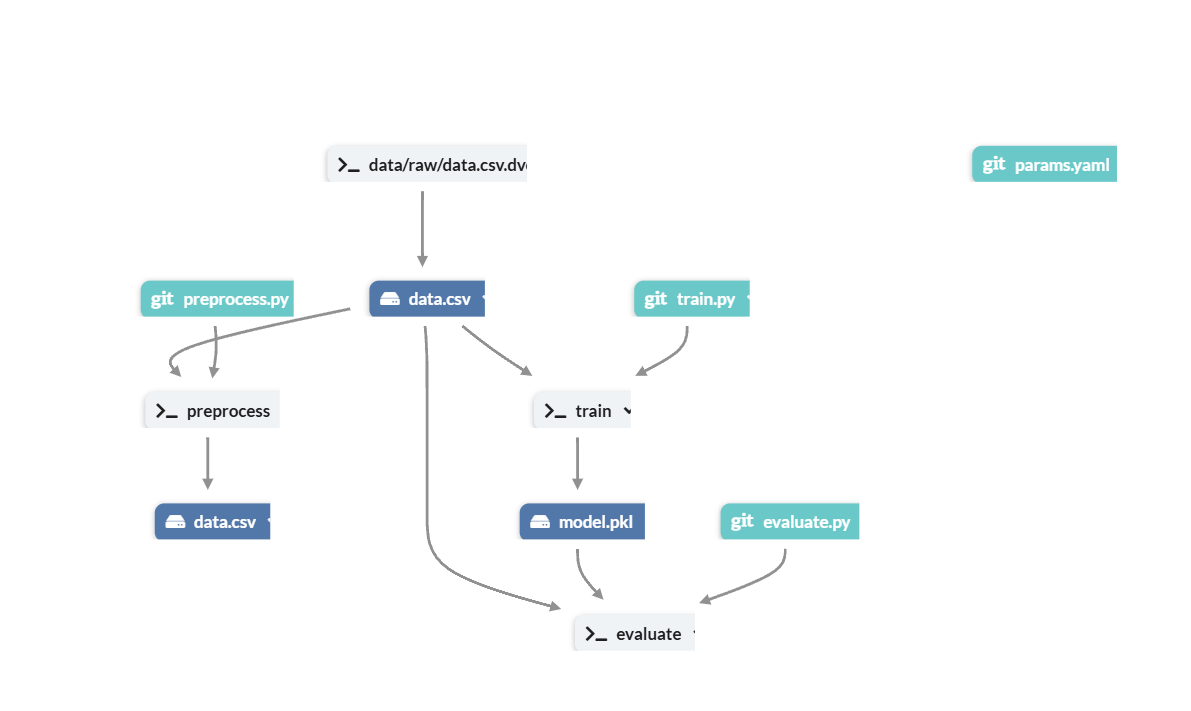 data/raw/data.csv.dv
git params.yaml
git preprocess.py
data.csv
git train.py
preprocess
train
data.csv
model.pkl
git evaluate.py
evaluate